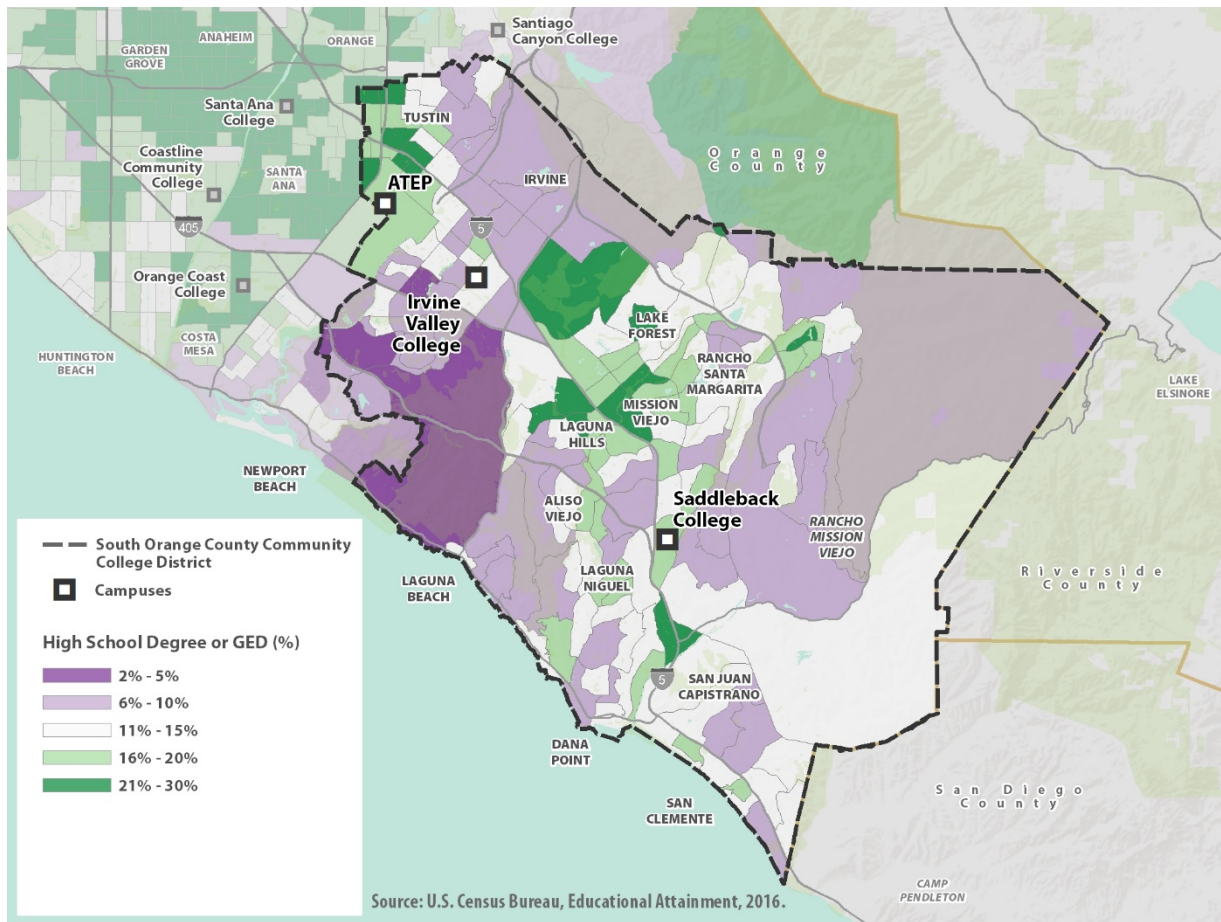 Santiago
Canyon College
ANAHEIM
ORANGE
GARDEN
GROVE
TUSTIN
Santa Ana
College
Coastline
Community
College
SANTA
ANA
Orange
County
IRVINE
ATEP
405
5
Orange Coast
College
Irvine
Valley
College
LAKE
FOREST
COSTA
MESA
HUNTINGTON
BEACH
RANCHO
SANTA
MARGARITA
LAKE
ELSINORE
MISSION
VIEJO
LAGUNA
HILLS
NEWPORT
BEACH
ALISO
VIEJO
Saddleback
College
RANCHO
MISSION
VIEJO
Riverside
County
LAGUNA
BEACH
LAGUNA
NIGUEL
5
SAN JUAN
CAPISTRANO
DANA
POINT
San Diego
County
SAN
CLEMENTE
CAMP
PENDLETON
South Orange County Community
College District
Campuses
High School Degree or GED (%)
2% - 5%
6% - 10%
11% - 15%
16% - 20%
21% - 30%
Source: U.S. Census Bureau, Educational Attainment, 2016.